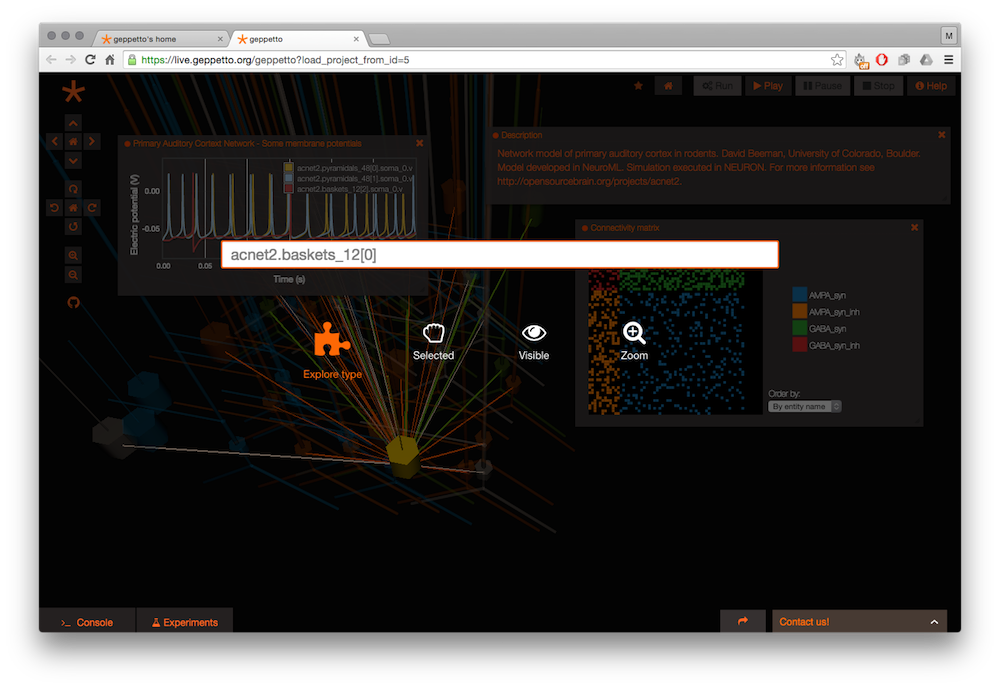 geppetto's home
geppetto
M
https://live.geppetto.org/geppetto?load_project_from_id=5
off
Run
Play
Pause
Stop
Help
Primary Auditory Cortex Network - Some membrane potentials
acnet2.pyramidals_48[0].soma_0.v
acnet2.pyramidals_48[1].soma_0.v
acnet2.baskets_12[2].soma_0.v
Electric potential (V)
0.00
-0.05
0.00
0.05
Time (s)
Description
Network model of primary auditory cortex in rodents. David Beeman, University of Colorado, Boulder.
Model developed in NeuroML. Simulation executed in NEURON. For more information see
http://opensourcebrain.org/projects/acnet2.
Connectivity matrix
acnet2.baskets_12[0]
AMPA_syn
AMPA_syn_inh
GABA_syn
GABA_syn_inh
Order by:
By entity name
Explore type
Selected
Visible
Zoom
>_ Console
Experiments
Contact us!